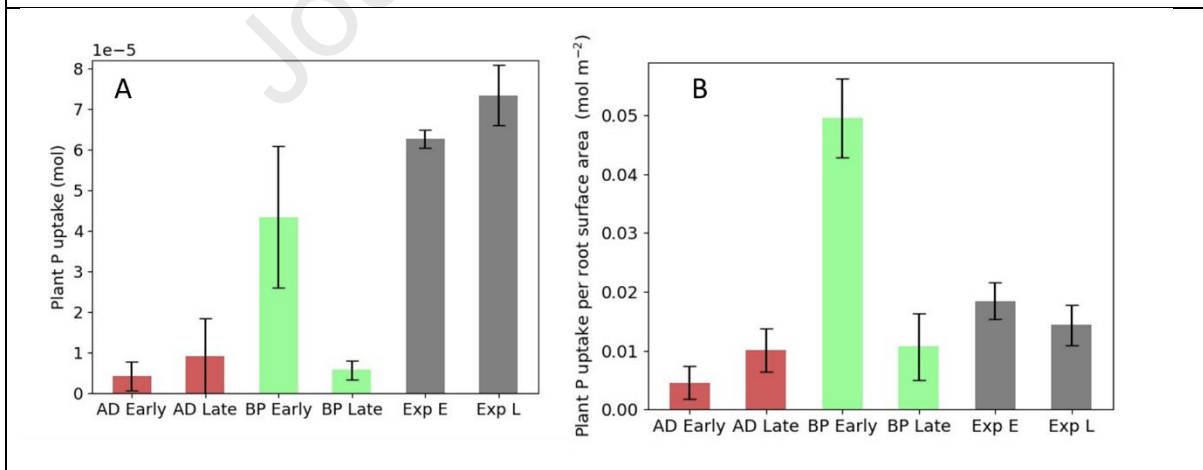 Jou
1e−5
A
Plant P uptake (mol)
8
7
6
5
4
3
2
1
0
AD Early AD Late BP Early BP Late Exp E Exp L
B
Plant P uptake per root surface area (mol m⁻²)
0.05
0.04
0.03
0.02
0.01
0.00
AD Early AD Late BP Early BP Late Exp E Exp L